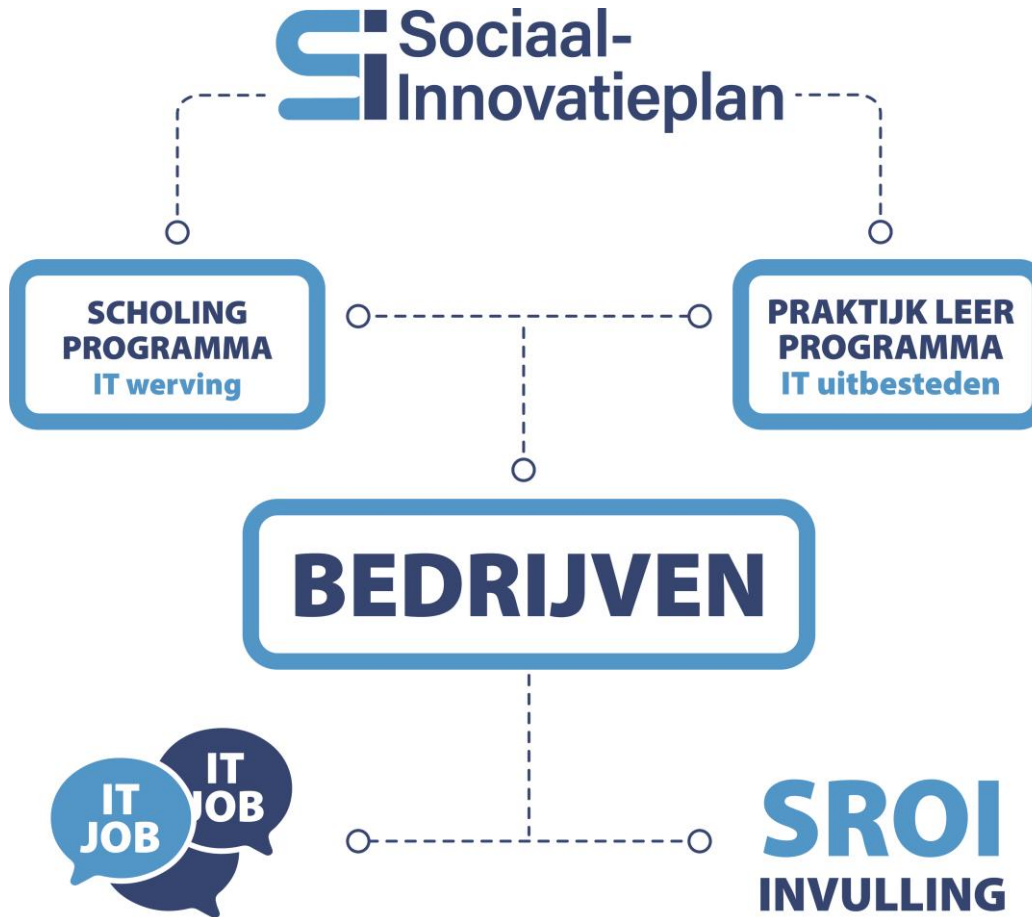 Sociaal-
Innovatieplan
SCHOLING
PROGRAMMA
IT werving
PRAKTIJK LEER
PROGRAMMA
IT uitbesteden
BEDRIJVEN
IT
JOB
IT
JOB
SROI
INVULLING